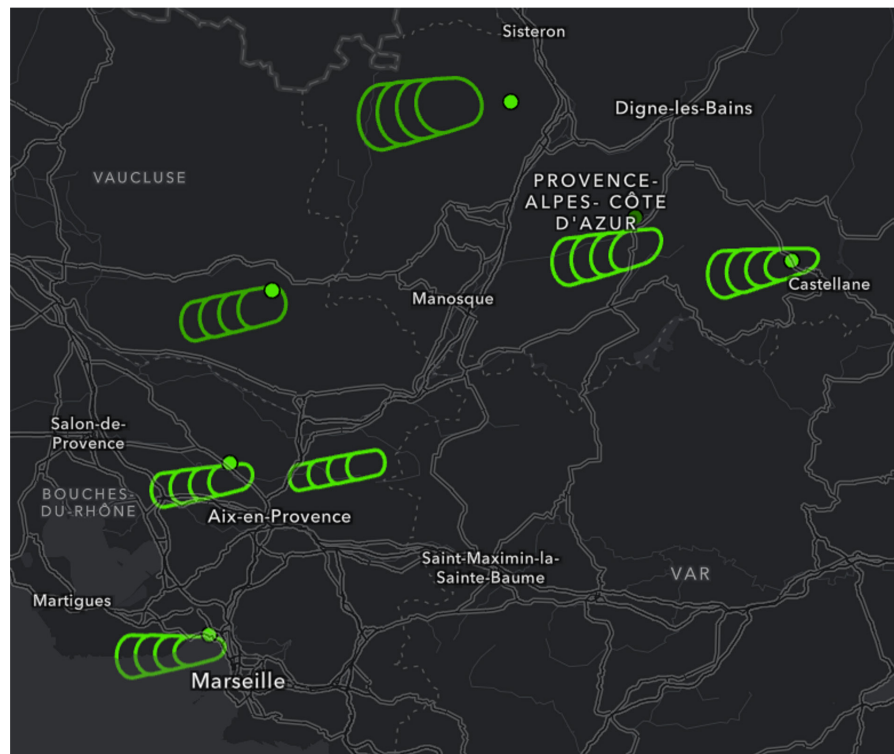 Sisteron
Digne-les-Bains
VAUCLUSE
PROVENCE-
ALPES- CÔTE
D'AZUR
Castellane
Manosque
Salon-de-
Provence
BOUCHES-
DU-RHÔNE
Aix-en-Provence
Saint-Maximin-la-
Sainte-Baume
VAR
Martigues
Marseille